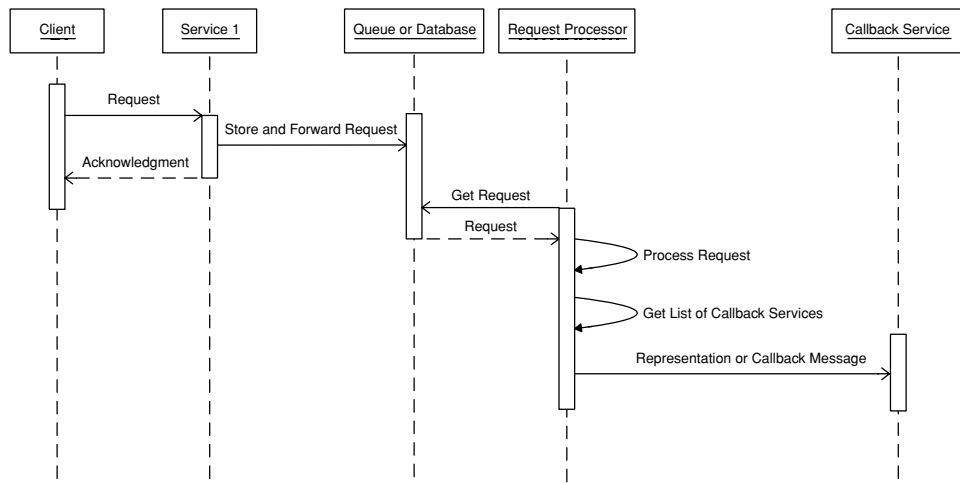 Client
Service 1
Queue or Database
Request Processor
Callback Service
Request
Store and Forward Request
Acknowledgment
Get Request
Request
Process Request
Get List of Callback Services
Representation or Callback Message